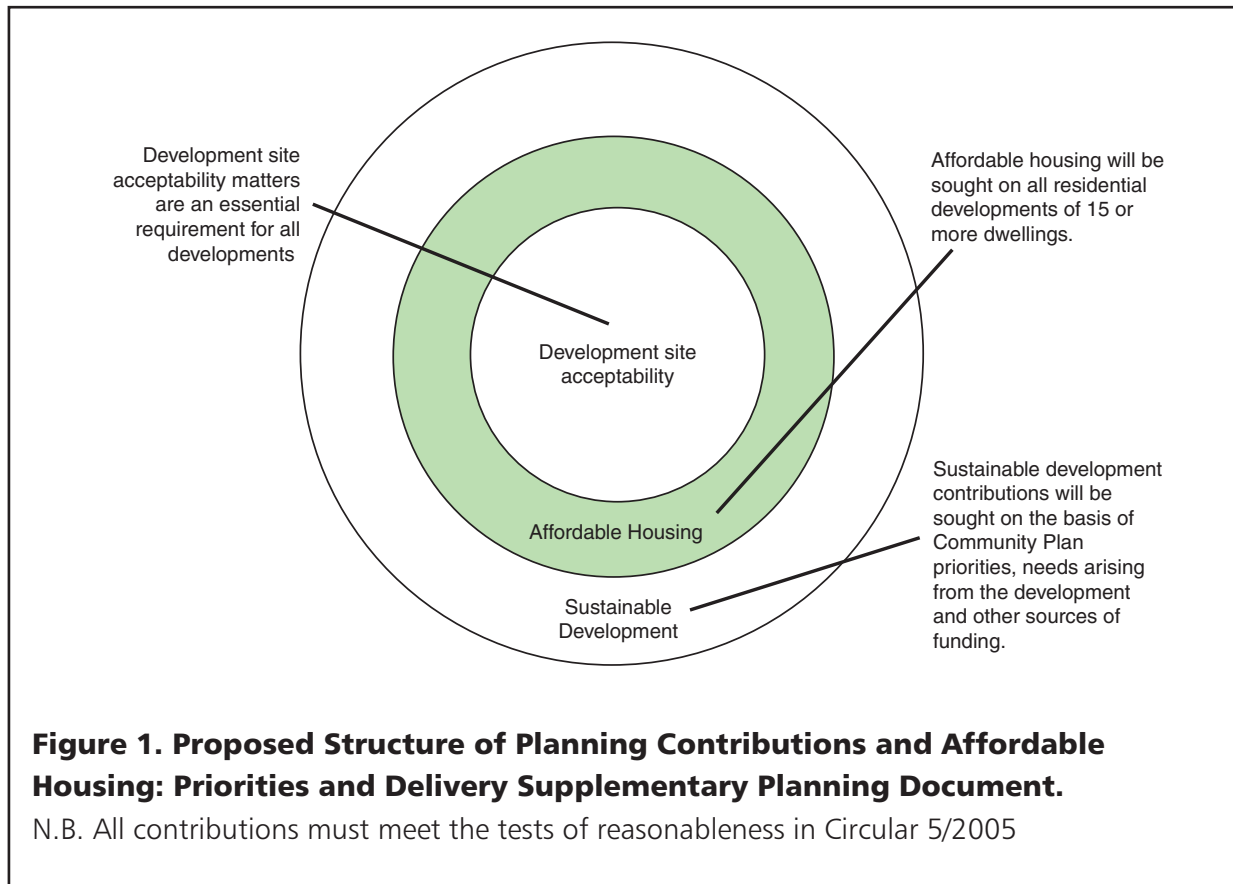 Development site
acceptability matters
are an essential
requirement for all
developments
Affordable housing will be
sought on all residential
developments of 15 or
more dwellings.
Development site
acceptability
Affordable Housing
Sustainable
Development
Sustainable development
contributions will be
sought on the basis of
Community Plan
priorities, needs arising
from the development
and other sources of
funding.
Figure 1. Proposed Structure of Planning Contributions and Affordable
Housing: Priorities and Delivery Supplementary Planning Document.
N.B. All contributions must meet the tests of reasonableness in Circular 5/2005